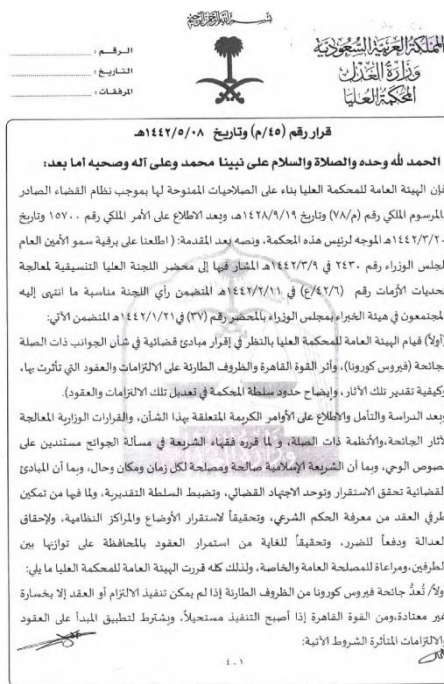 بسم الله الرحمن الرحيم
المملكة العربية السعودية
وزارة العدل
المحكمة العليا
الرقم :
التاريخ :
المرفقات :
قرار رقم (٤٥/م) وتاريخ ١٤٤٢/٥/٠٨هـ
الحمد لله وحده والصلاة والسلام على نبينا محمد وعلى آله وصحبه أما بعد:
فإن الهيئة العامة للمحكمة العليا بناء على الصلاحيات الممنوحة لها بموجب نظام القضاء الصادر
المرسوم الملكي رقم (م/٧٨) وتاريخ ١٤٢٨/٩/١٩هـ، وبعد الاطلاع على الأمر الملكي رقم ١٥٧٠٠ وتاريخ
١٤٤٢/٣/٢٠هـ الموجه لرئيس هذه المحكمة، ونصه بعد المقدمة: ( اطلعنا على برقية سمو الأمين العام
لمجلس الوزراء رقم ٢٤٣٠ في ١٤٤٢/٣/٩هـ المشار فيها إلى محضر اللجنة العليا التنسيقية لمعالجة
تحديات الأزمات رقم (٤٢/٦/ع) في ١٤٤٢/٢/١١هـ المتضمن رأي اللجنة مناسبة ما انتهى إليه
المجتمعون في هيئة الخبراء بمجلس الوزراء بالمحضر رقم (٣٧) في ١٤٤٢/١/٢١هـ المتضمن الآتي:
(أولاً) قيام الهيئة العامة للمحكمة العليا بالنظر في إقرار مبادئ قضائية في شأن الجوانب ذات الصلة
بجائحة (فيروس كورونا)، وأثر القوة القاهرة والظروف الطارئة على الالتزامات والعقود التي تأثرت بها،
وكيفية تقدير تلك الآثار، وإيضاح حدود سلطة المحكمة في تعديل تلك الالتزامات والعقود).
وبعد الدراسة والتأمل والاطلاع على الأوامر الكريمة المتعلقة بهذا الشأن، والقرارات الوزارية المعالجة
لآثار الجائحة، والأنظمة ذات الصلة، و لما قرره فقهاء الشريعة في مسألة الجوائح مستندين على
نصوص الوحي، وبما أن الشريعة الإسلامية صالحة ومصلحة لكل زمان ومكان وحال، وبما أن المبادئ
القضائية تحقق الاستقرار وتوحد الاجتهاد القضائي، وتضبط السلطة التقديرية، ولما فيها من تمكين
طرفي العقد من معرفة الحكم الشرعي، وتحقيقاً لاستقرار الأوضاع والمراكز النظامية، ولإحقاق
العدالة ودفعاً للضرر، وتحقيقاً للغاية من استمرار العقود بالمحافظة على توازنها بين
الطرفين، ومراعاة للمصلحة العامة والخاصة، ولذلك كله قررت الهيئة العامة للمحكمة العليا ما يلي:
أولاً/ تُعدُّ جائحة فيروس كورونا من الظروف الطارئة إذا لم يمكن تنفيذ الالتزام أو العقد إلا بخسارة
غير معتادة، ومن القوة القاهرة إذا أصبح التنفيذ مستحيلاً، ويشترط لتطبيق المبدأ على العقود
والالتزامات المتأثرة الشروط الآتية:
٤-١